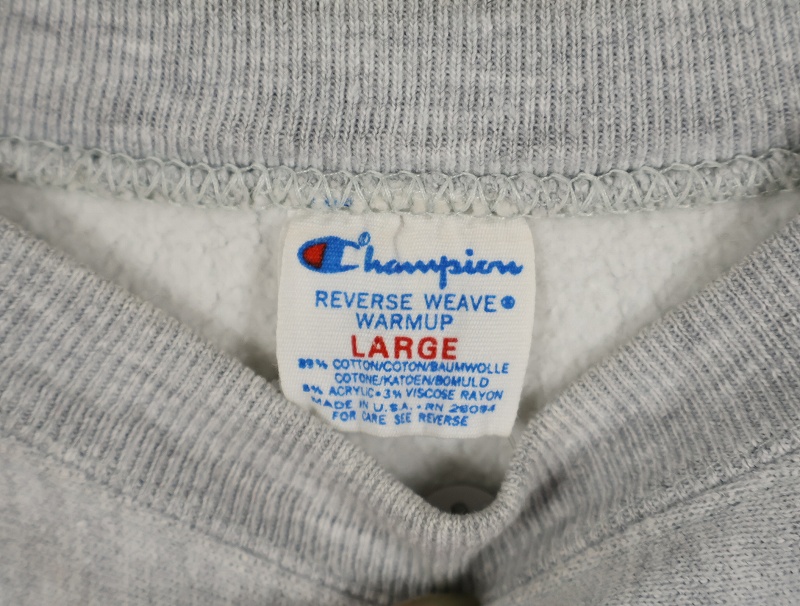 Champion
REVERSE WEAVE®
WARMUP
LARGE
89% COTTON/COTON/BAUMWOLLE
COTONE/KATOEN/BOMULD
8% ACRYLIC•3% VISCOSE RAYON
MADE IN U.S.A.•RN 26094
FOR CARE SEE REVERSE